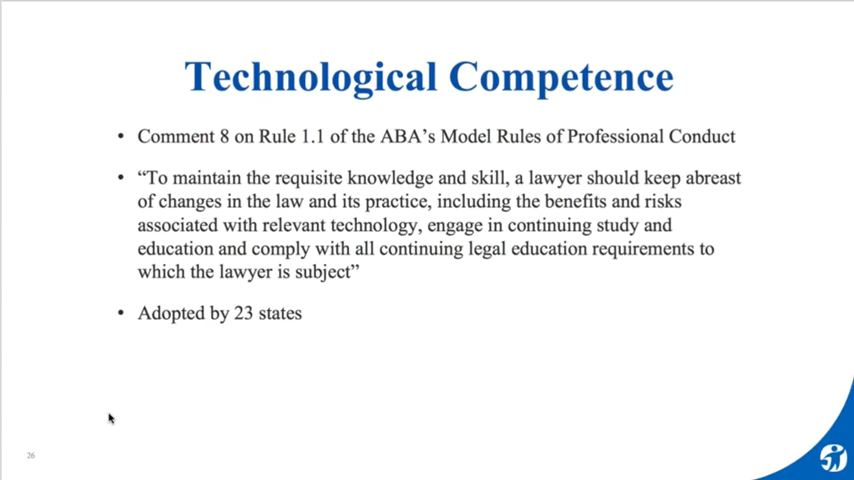 Technological Competence
• Comment 8 on Rule 1.1 of the ABA’s Model Rules of Professional Conduct
• “To maintain the requisite knowledge and skill, a lawyer should keep abreast
of changes in the law and its practice, including the benefits and risks
associated with relevant technology, engage in continuing study and
education and comply with all continuing legal education requirements to
which the lawyer is subject”
• Adopted by 23 states
26